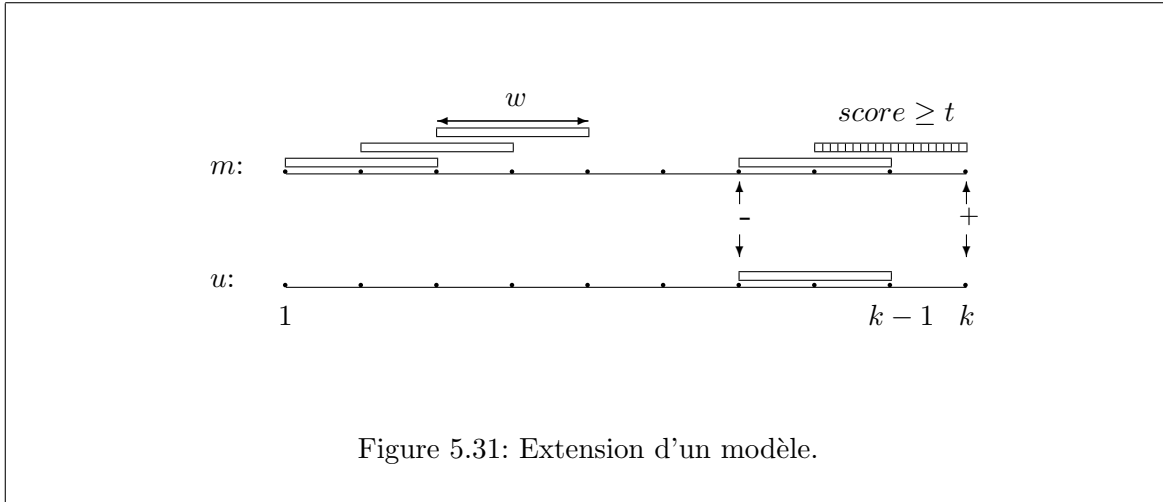 w
score ≥ t
m:
- +
u:
1 k − 1 k
Figure 5.31: Extension d'un modèle.